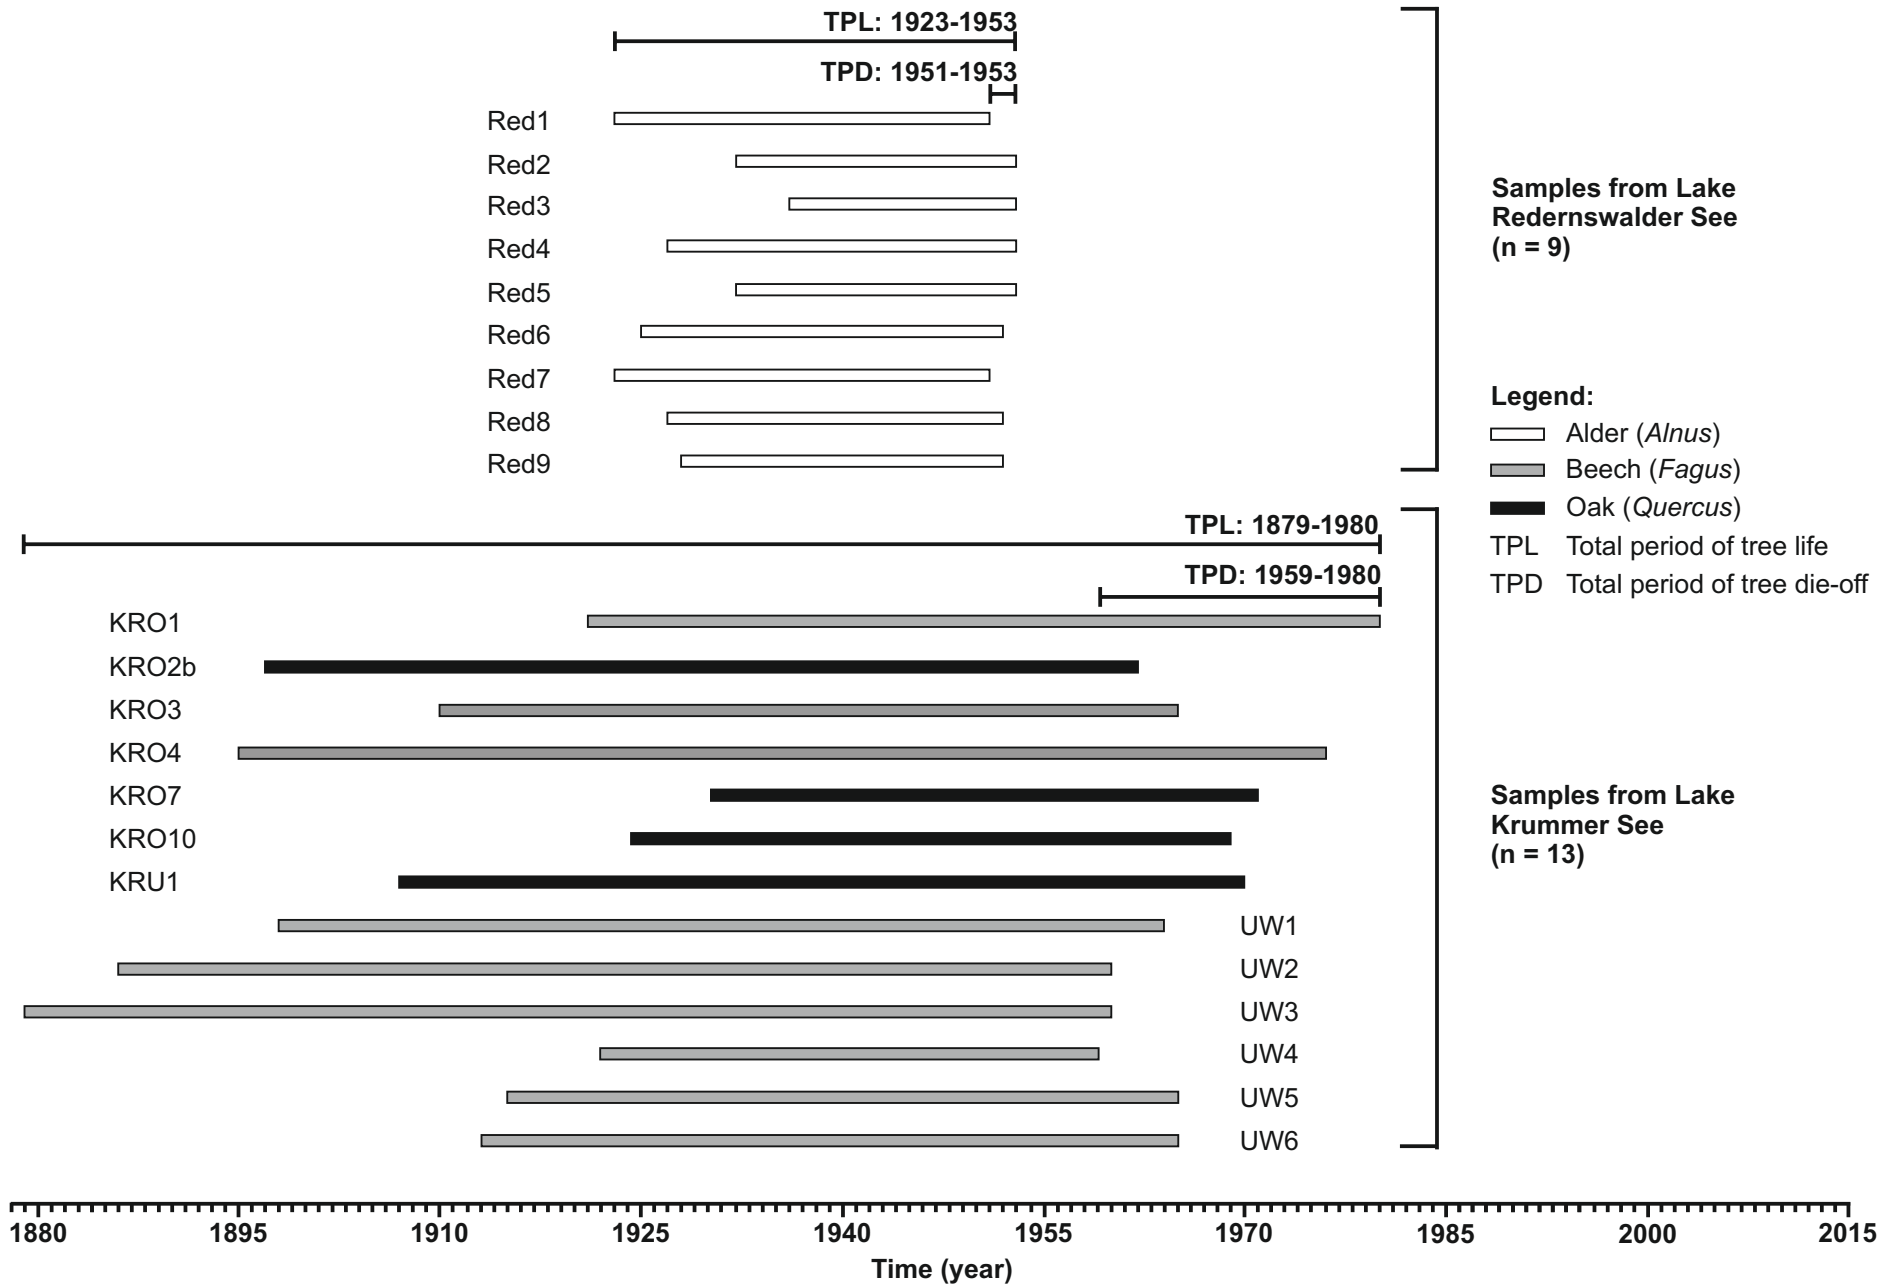 TPL: 1923-1953
TPD: 1951-1953
Red1
Red2
Red3
Red4
Red5
Red6
Red7
Red8
Red9
Samples from Lake
Redernswalder See
(n = 9)
Legend:
Alder (Alnus)
Beech (Fagus)
Oak (Quercus)
TPL Total period of tree life
TPD Total period of tree die-off
TPL: 1879-1980
TPD: 1959-1980
KRO1
KRO2b
KRO3
KRO4
KRO7
KRO10
KRU1
UW1
UW2
UW3
UW4
UW5
UW6
Samples from Lake
Krummer See
(n = 13)
1880 1895 1910 1925 1940 1955 1970 1985 2000 2015
Time (year)